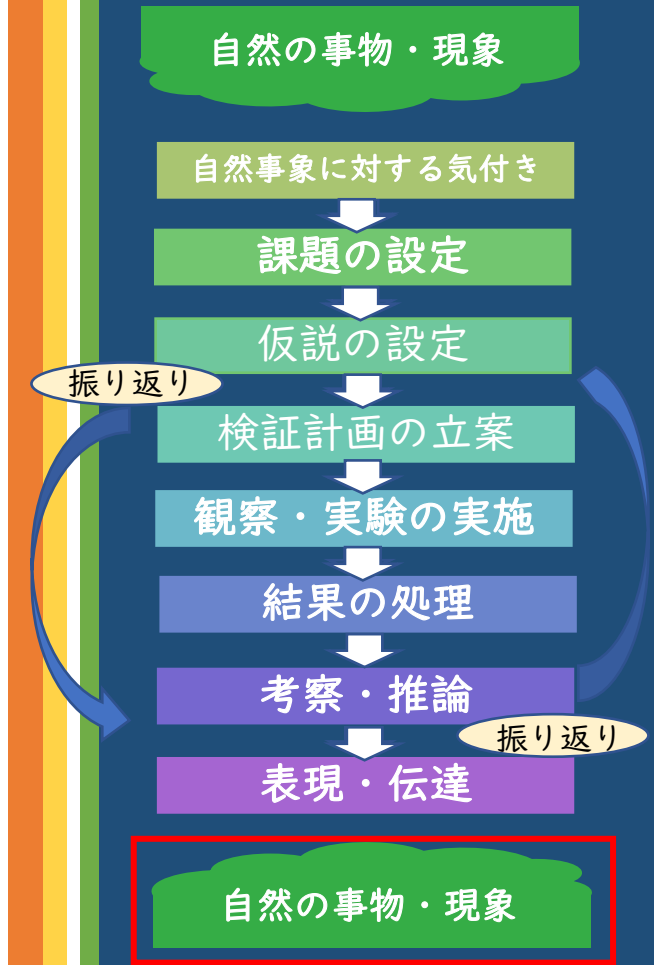 自然の事物・現象
自然事象に対する気付き
課題の設定
仮説の設定
振り返り
検証計画の立案
観察・実験の実施
結果の処理
考察・推論
振り返り
表現・伝達
自然の事物・現象